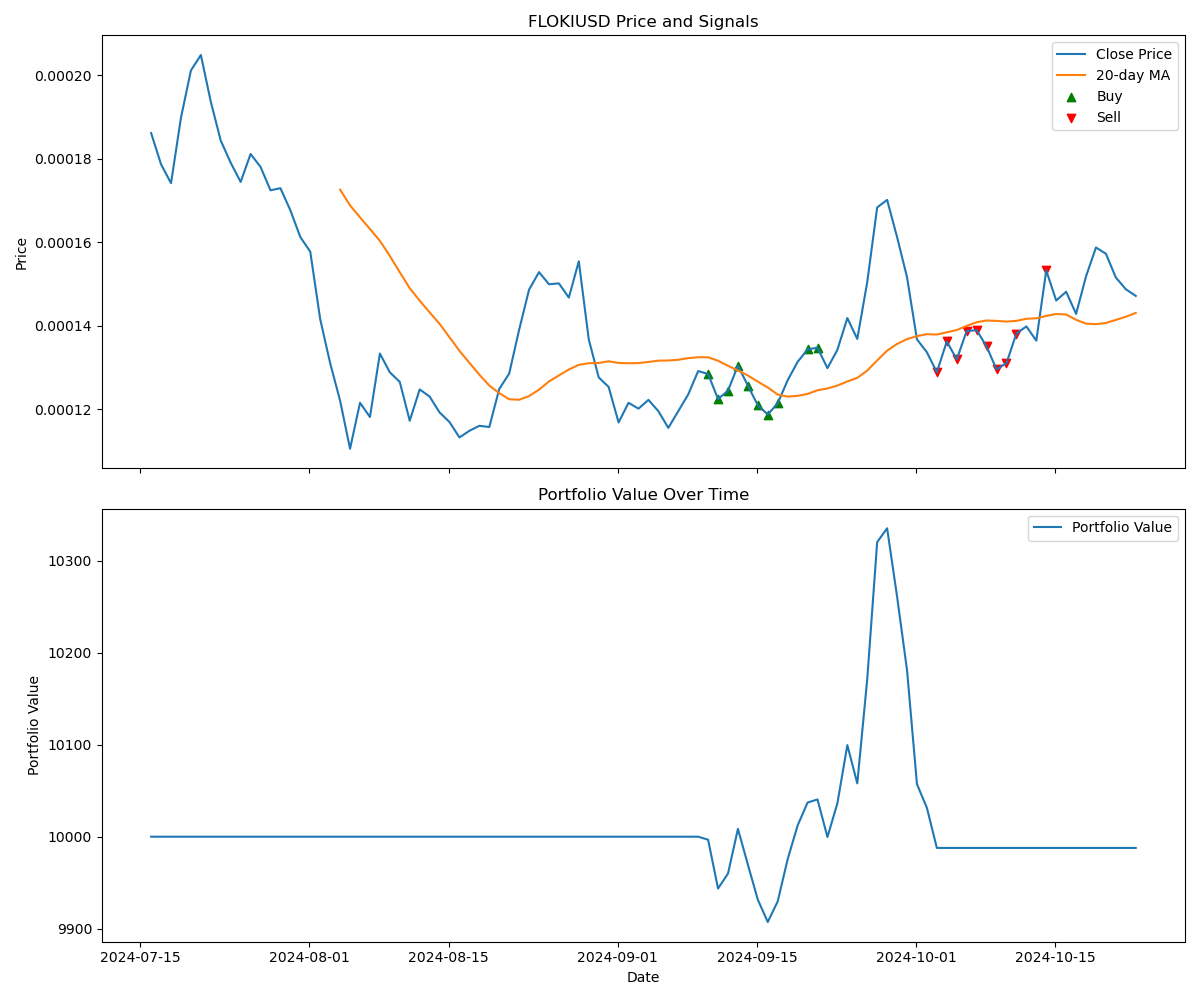 FLOKIUSD Price and Signals
Price
0.00020
0.00018
0.00016
0.00014
0.00012
Close Price
20-day MA
Buy
Sell
Portfolio Value Over Time
Portfolio Value
10300
10200
10100
10000
9900
Portfolio Value
2024-07-15 2024-08-01 2024-08-15 2024-09-01 2024-09-15 2024-10-01 2024-10-15
Date